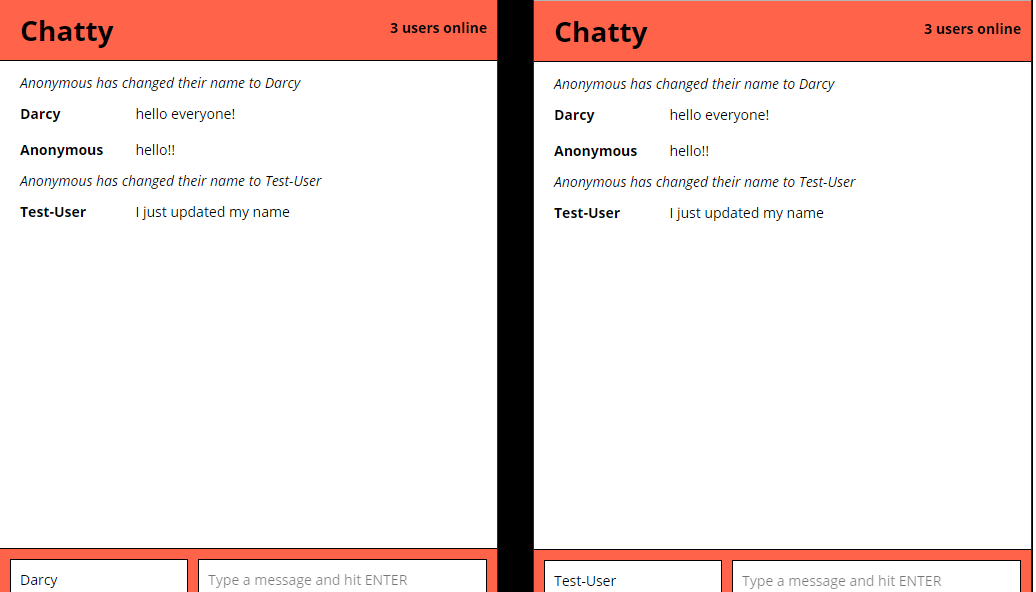 Chatty
3 users online
Anonymous has changed their name to Darcy
Darcy hello everyone!
Anonymous hello!!
Anonymous has changed their name to Test-User
Test-User I just updated my name
Darcy Type a message and hit ENTER
Chatty
3 users online
Anonymous has changed their name to Darcy
Darcy hello everyone!
Anonymous hello!!
Anonymous has changed their name to Test-User
Test-User I just updated my name
Test-User Type a message and hit ENTER